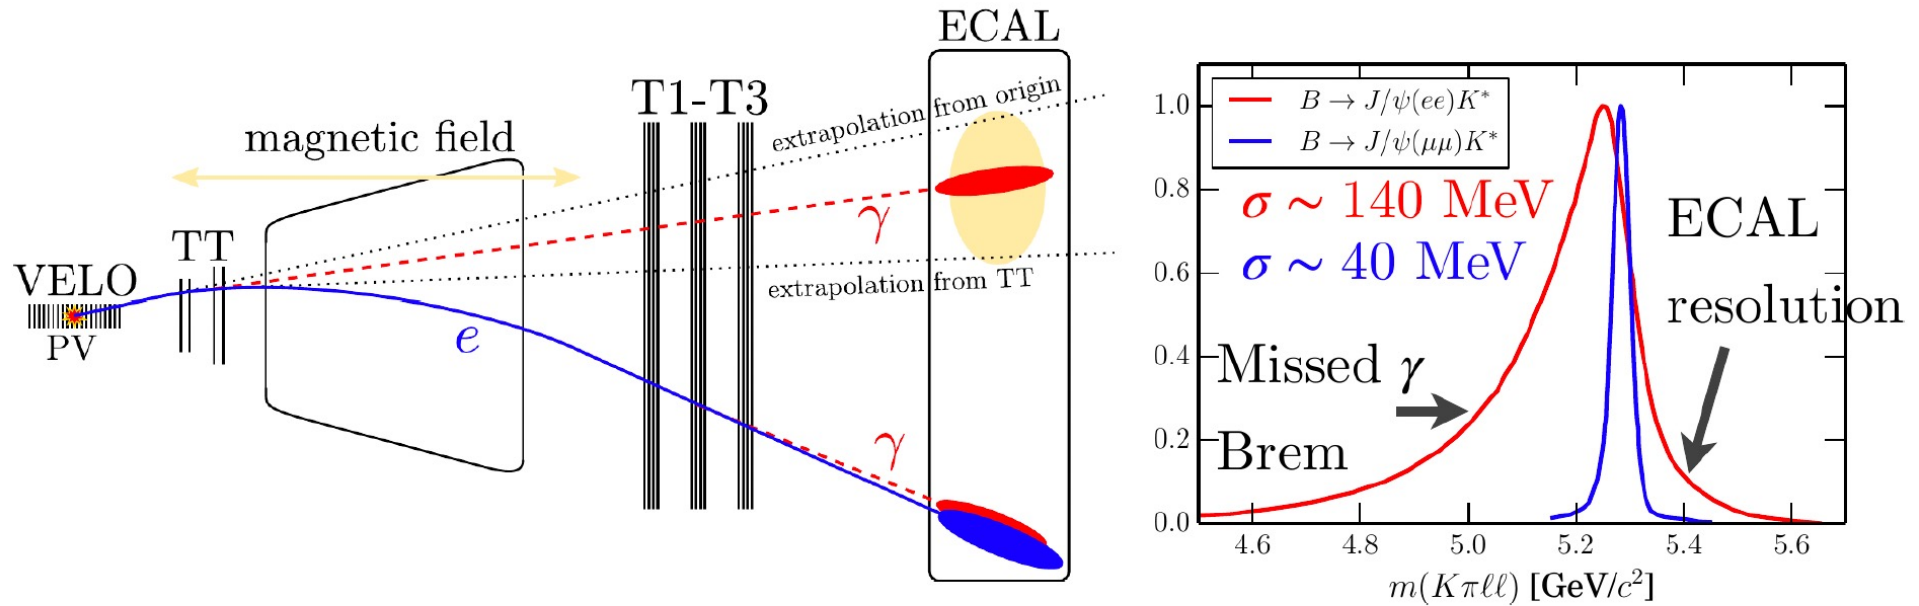 ECAL
T1-T3
extrapolation from origin
magnetic field
γ
TT
VELO
extrapolation from TT
PV
e
γ
B → J/ψ(ee)K*
B → J/ψ(μμ)K*
σ ~ 140 MeV
σ ~ 40 MeV
ECAL
resolution
Missed γ
Brem
1.0
0.8
0.6
0.4
0.2
0.0
4.6 4.8 5.0 5.2 5.4 5.6
m(Kπℓℓ) [GeV/c²]